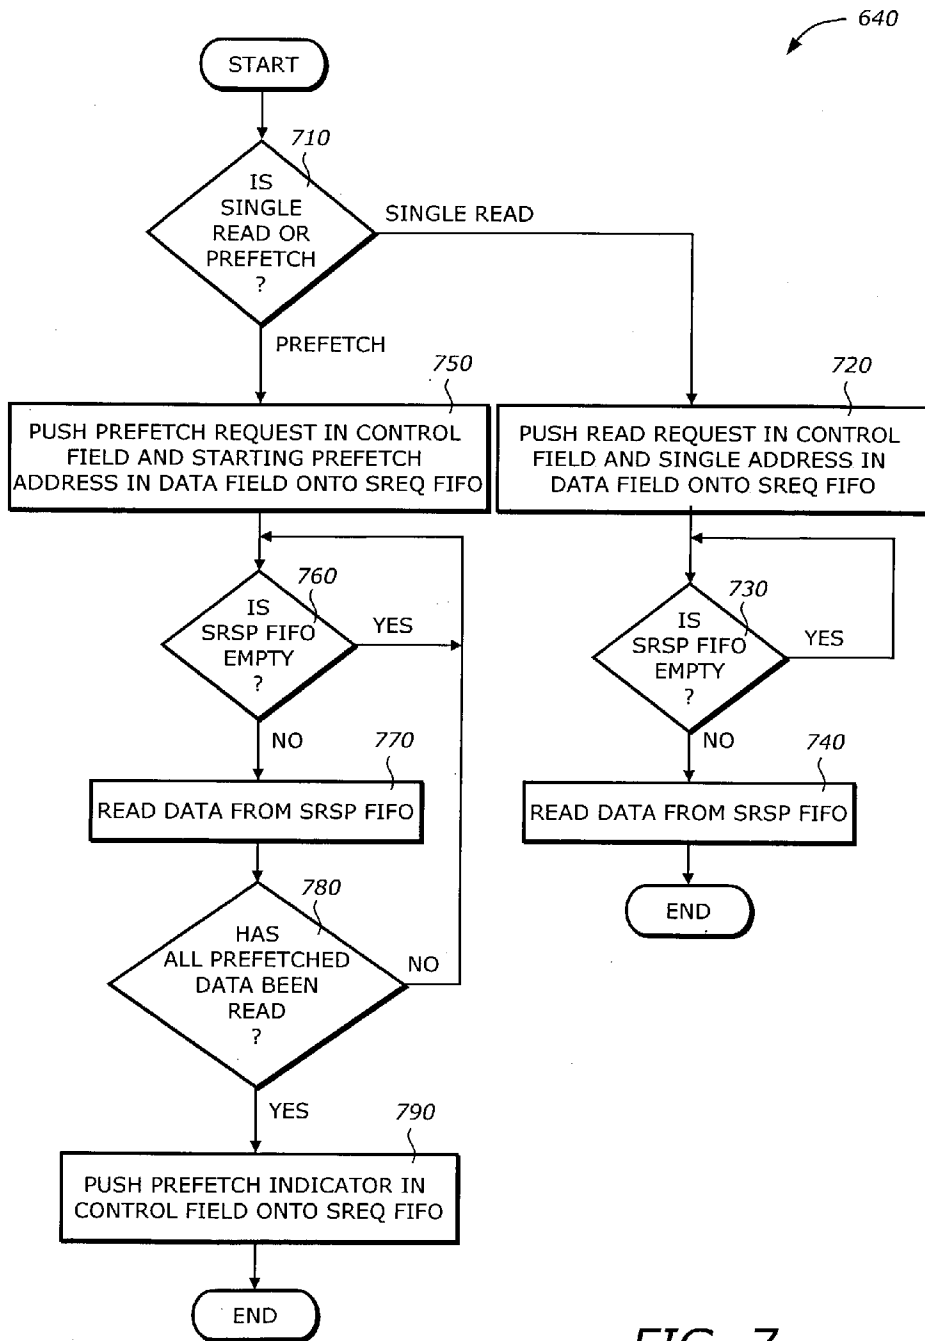 640
START
710
IS
SINGLE
READ OR
PREFETCH
?
SINGLE READ
PREFETCH
750
PUSH PREFETCH REQUEST IN CONTROL
FIELD AND STARTING PREFETCH
ADDRESS IN DATA FIELD ONTO SREQ FIFO
720
PUSH READ REQUEST IN CONTROL
FIELD AND SINGLE ADDRESS IN
DATA FIELD ONTO SREQ FIFO
760
IS
SRSP FIFO
EMPTY
?
YES
NO
730
IS
SRSP FIFO
EMPTY
?
YES
NO
770
READ DATA FROM SRSP FIFO
740
READ DATA FROM SRSP FIFO
END
780
HAS
ALL PREFETCHED
DATA BEEN
READ
?
NO
YES
790
PUSH PREFETCH INDICATOR IN
CONTROL FIELD ONTO SREQ FIFO
END
FIG. 7